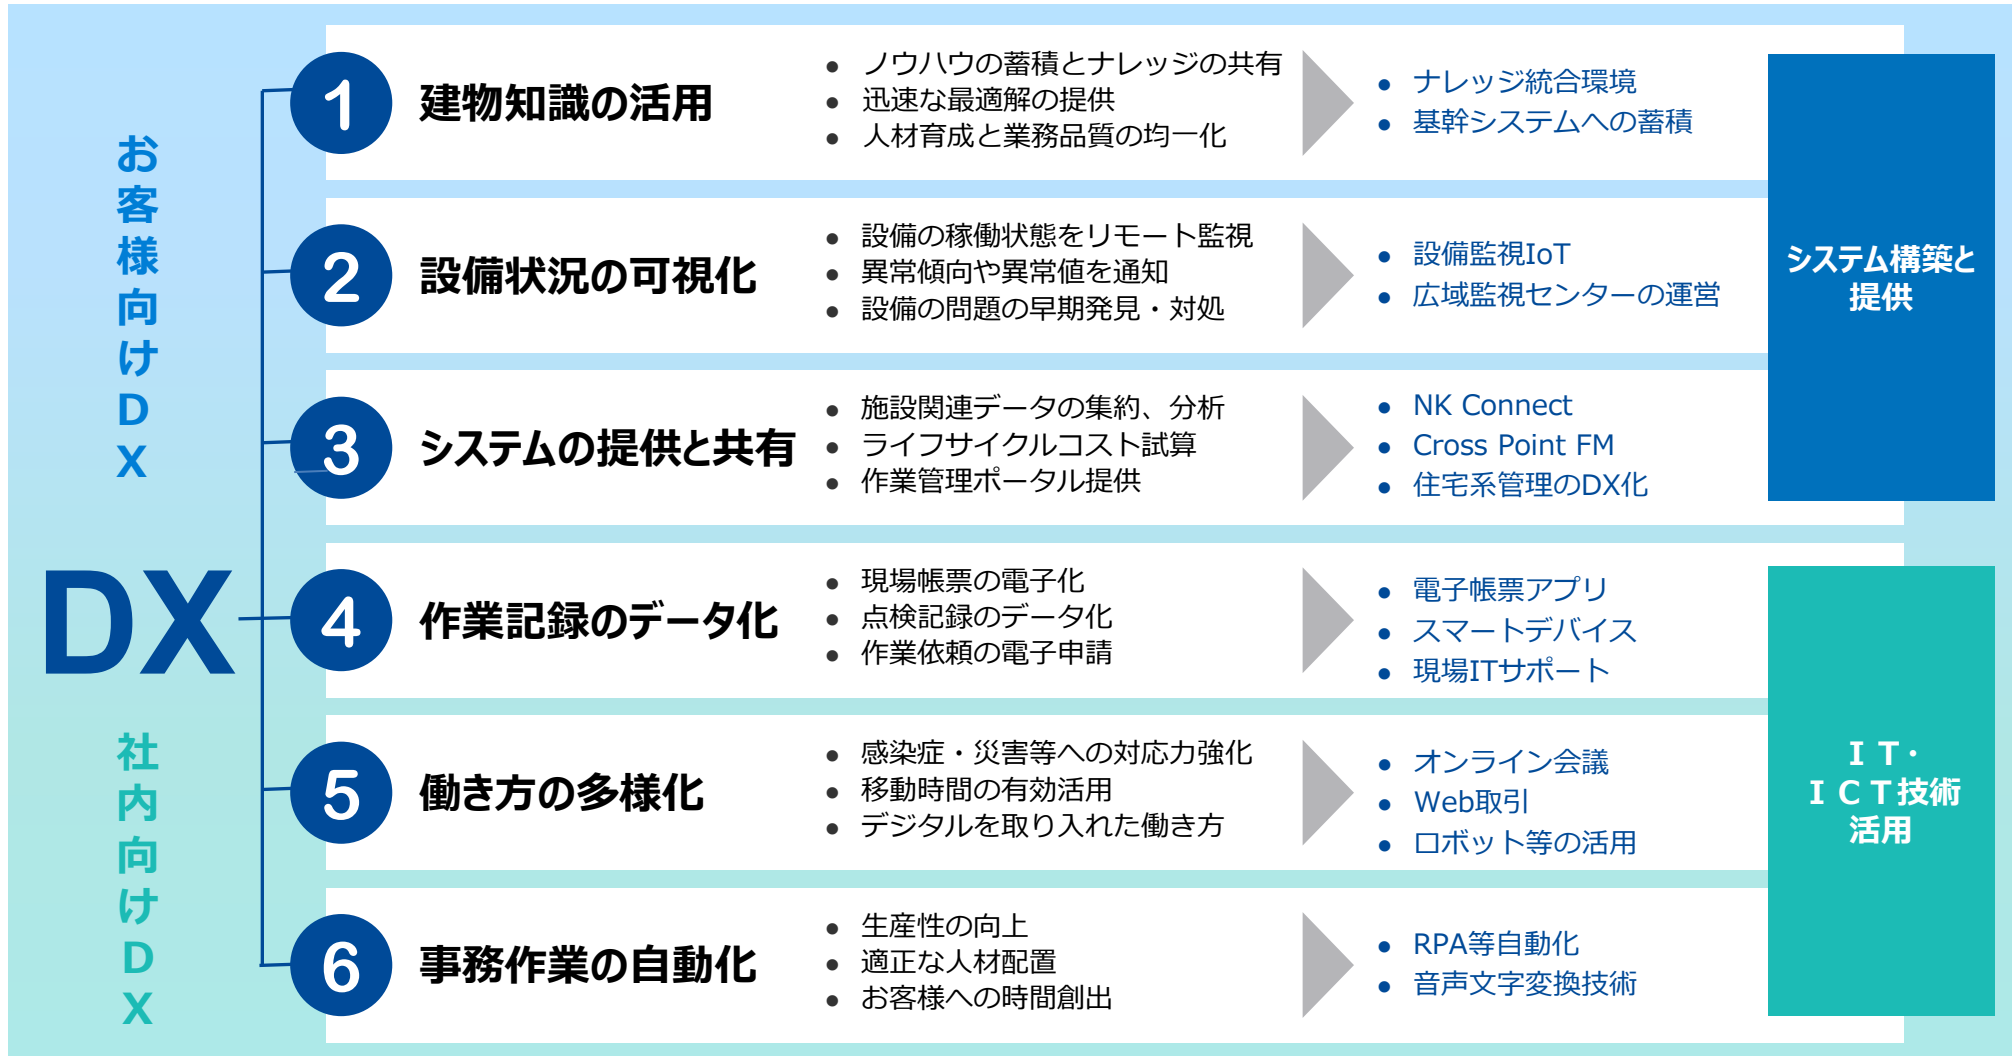 お客様向けDX
DX
社内向けDX
1
建物知識の活用
ノウハウの蓄積とナレッジの共有
迅速な最適解の提供
人材育成と業務品質の均一化
ナレッジ統合環境
基幹システムへの蓄積
2
設備状況の可視化
設備の稼働状態をリモート監視
異常傾向や異常値を通知
設備の問題の早期発見・対処
設備監視IoT
広域監視センターの運営
3
システムの提供と共有
施設関連データの集約、分析
ライフサイクルコスト試算
作業管理ポータル提供
NK Connect
Cross Point FM
住宅系管理のDX化
システム構築と
提供
4
作業記録のデータ化
現場帳票の電子化
点検記録のデータ化
作業依頼の電子申請
電子帳票アプリ
スマートデバイス
現場ITサポート
5
働き方の多様化
感染症・災害等への対応力強化
移動時間の有効活用
デジタルを取り入れた働き方
オンライン会議
Web取引
ロボット等の活用
6
事務作業の自動化
生産性の向上
適正な人材配置
お客様への時間創出
RPA等自動化
音声文字変換技術
ＩＴ・
ＩＣＴ技術
活用